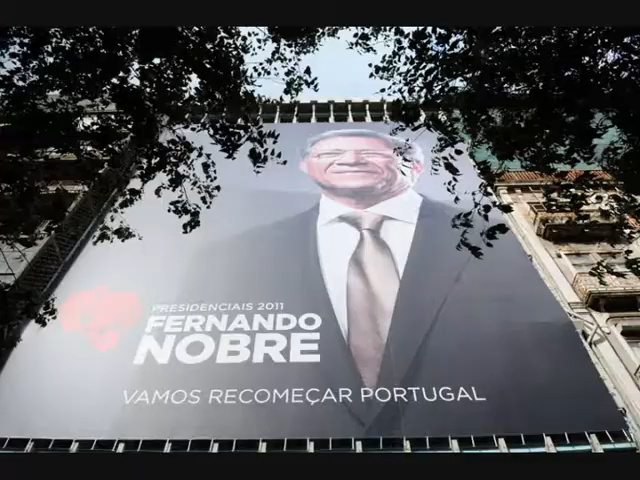 PRESIDENCIAIS 2011
FERNANDO
NOBRE
VAMOS RECOMEÇAR PORTUGAL